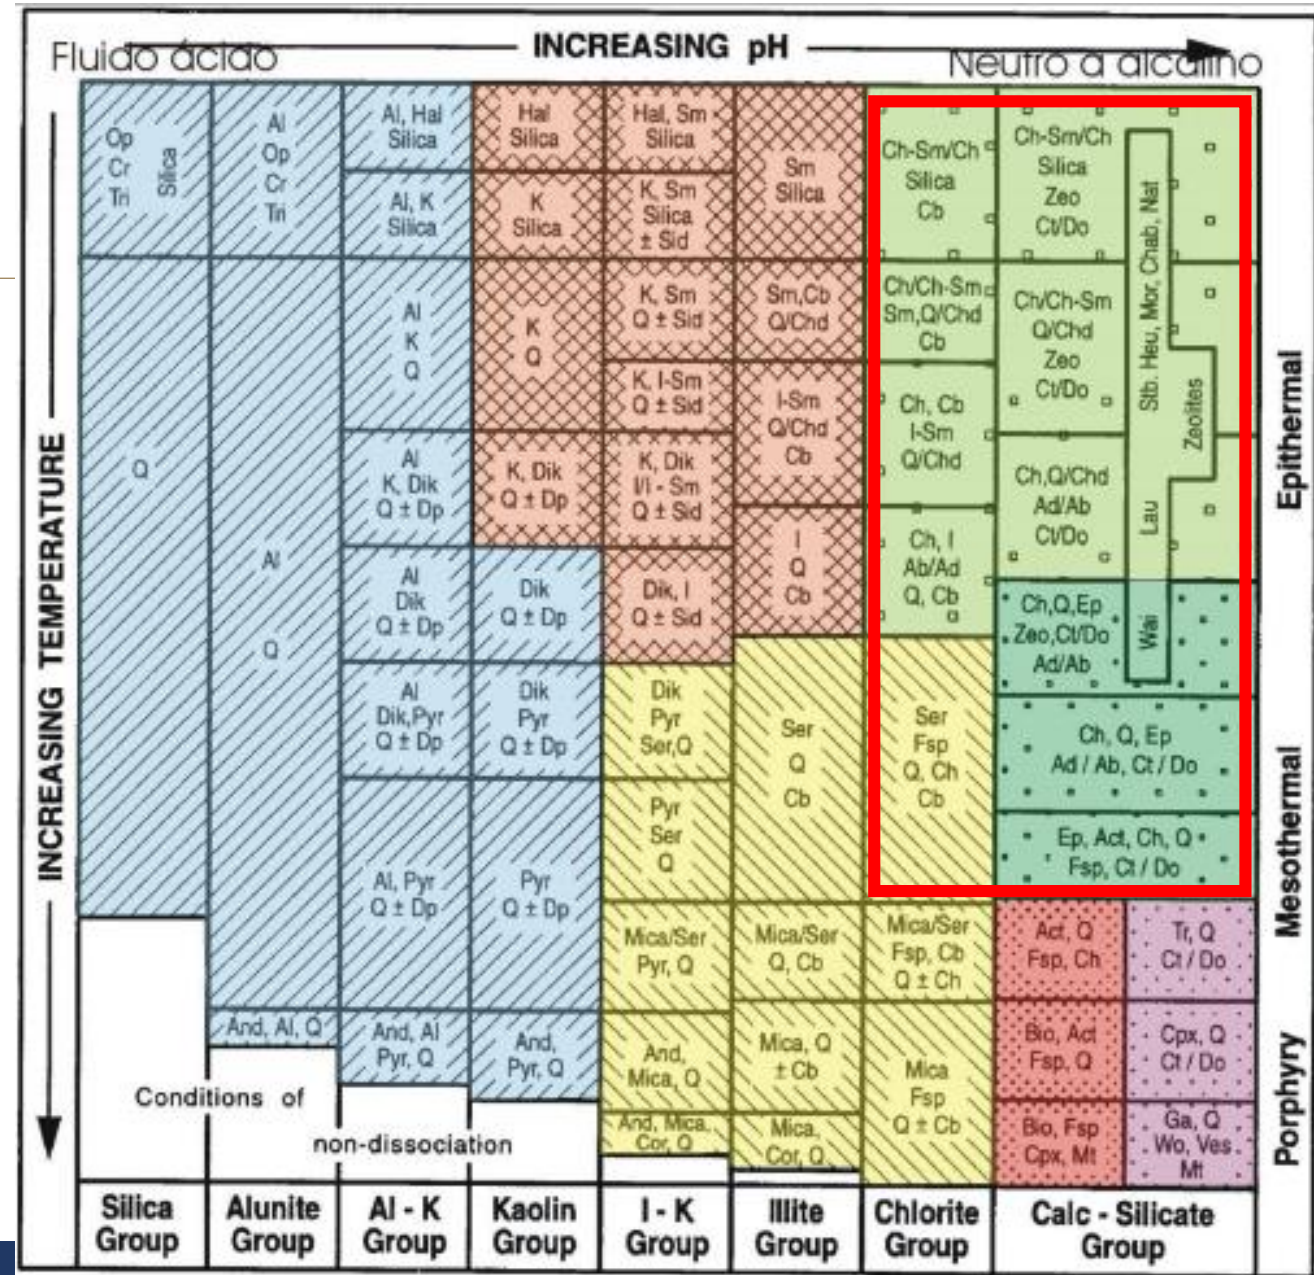 INCREASING pH
Fluido ácido
Neutro a alcalino
INCREASING TEMPERATURE
Op
Cr
Tri
Silica
Q
Al
Op
Cr
Tri
Al
Q
And, Al, Q
Al, Hal
Silica
Al, K
Silica
Al
K
Q
Al
K, Dik
Q ± Dp
Al
Dik
Q ± Dp
Al
Dik,Pyr
Q ± Dp
Al, Pyr
Q ± Dp
And, Al
Pyr, Q
Hal
Silica
K
Silica
K
Q
K, Dik
Q ± Dp
Dik
Q ± Dp
Dik
Pyr
Q ± Dp
Pyr
Q ± Dp
And,
Pyr, Q
Hal, Sm
Silica
K, Sm
Silica
± Sid
K, Sm
Q ± Sid
K, I-Sm
Q ± Sid
K, Dik
I/I - Sm
Q ± Sid
Dik, I
Q ± Sid
Dik
Pyr
Ser,Q
Pyr
Ser
Q
Mica/Ser
Pyr, Q
And,
Mica, Q
And, Mica,
Cor, Q
Sm
Silica
Sm,Cb
Q/Chd
I-Sm
Q/Chd
Cb
I
Q
Cb
Ser
Q
Cb
Mica/Ser
Q, Cb
Mica, Q
± Cb
Mica,
Cor, Q
Ch-Sm/Ch
Silica
Cb
Ch/Ch-Sm
Sm,Q/Chd
Cb
Ch, Cb
I-Sm
Q/Chd
Ch, I
Ab/Ad
Q, Cb
Ser
Fsp
Q, Ch
Cb
Mica/Ser
Fsp, Cb
Q ± Ch
Mica
Fsp
Q ± Cb
Ch-Sm/Ch
Silica
Zeo
Ct/Do
Ch/Ch-Sm
Q/Chd
Zeo
Ct/Do
Ch,Q/Chd
Ad/Ab
Ct/Do
Ch,Q,Ep
Zeo,Ct/Do
Ad/Ab
Stb. Heu, Mor, Chab, Nat
Zeolites
Lau
Wai
Ch, Q, Ep
Ad / Ab, Ct / Do
Ep, Act, Ch, Q
Fsp, Ct / Do
Act, Q
Fsp, Ch
Bio, Act
Fsp, Q
Bio, Fsp
Cpx, Mt
Tr, Q
Ct / Do
Cpx, Q
Ct / Do
Ga, Q
Wo, Ves
Mt
Epithermal
Mesothermal
Porphyry
Conditions of
non-dissociation
Silica
Group
Alunite
Group
Al - K
Group
Kaolin
Group
I - K
Group
Illite
Group
Chlorite
Group
Calc - Silicate
Group